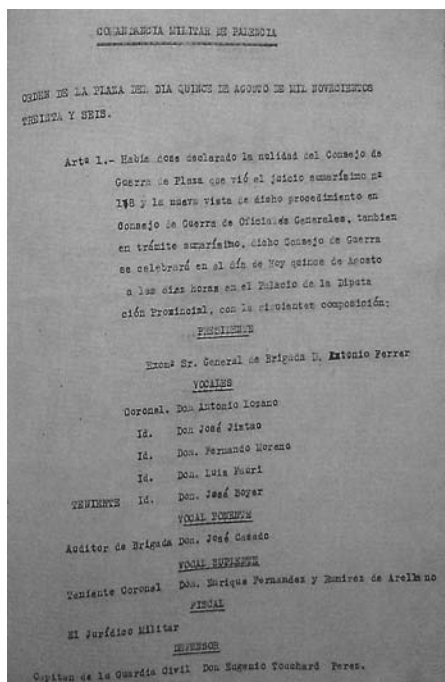 COMANDANCIA MILITAR DE PALENCIA
ORDEN DE LA PLAZA DEL DIA QUINCE DE AGOSTO DE MIL NOVECIENTOS
TREINTA Y SEIS.
Artº 1.- Habiendose declarado la nulidad del Consejo de
Guerra de Plaza que vió el juicio sumarísimo nº
118 y la nueva vista de dicho procedimiento en
Consejo de Guerra de Oficiales Generales, tambien
en trámite sumarísimo, dicho Consejo de Guerra
se celebrará en el día de Hoy quince de Agosto
a las diez horas en el Palacio de la Diputa
ción Provincial, con la siguientes composición:
PRESIDENTE
Excmº Sr. General de Brigada D. Antonio Ferrer
VOCALES
Coronel. Don Antonio Lozano
Id. Don José
Id. Don. Fernando Moreno
Id. Don. Luis
TENIENTE Id. Don. José Boyer
VOCAL PONENTE
Auditor de Brigada Don. José Casado
VOCAL SUPLENTE
Teniente Coronel Don. Enrique Fernandez y Ramirez de Arellano
FISCAL
El Jurídico Militar
DEFENSOR
Capitan de la Guardia Civil Don Eugenio Touchard Perez.